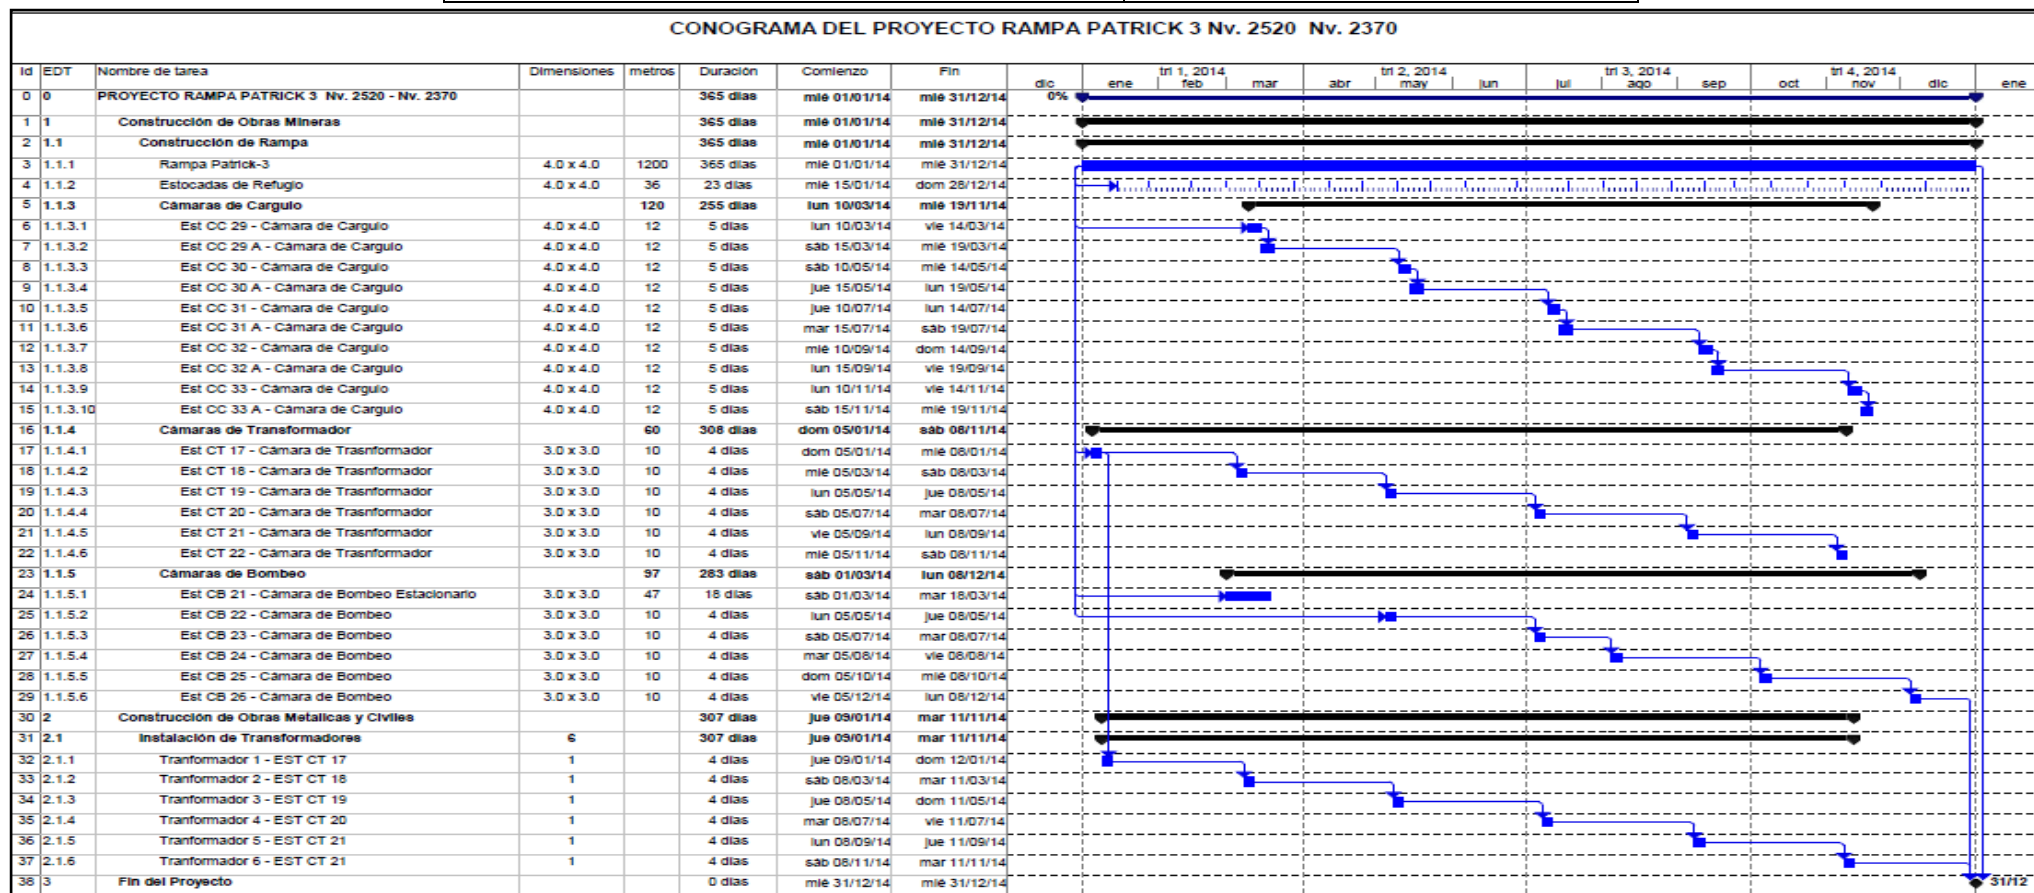 CONOGRAMA DEL PROYECTO RAMPA PATRICK 3 Nv. 2520 Nv. 2370
Id EDT Nombre de tarea Dimensiones metros Duración Comienzo Fin dic tri 1, 2014 ene feb mar tri 2, 2014 abr may jun tri 3, 2014 jul ago sep tri 4, 2014 oct nov dic ene
0 0 PROYECTO RAMPA PATRICK 3 Nv. 2520 - Nv. 2370 365 días mié 01/01/14 mié 31/12/14 0%
1 1 Construcción de Obras Mineras 365 días mié 01/01/14 mié 31/12/14
2 1.1 Construcción de Rampa 365 días mié 01/01/14 mié 31/12/14
3 1.1.1 Rampa Patrick-3 4.0 x 4.0 1200 365 días mié 01/01/14 mié 31/12/14
4 1.1.2 Estocadas de Refugio 4.0 x 4.0 36 23 días mié 15/01/14 dom 28/12/14
5 1.1.3 Cámaras de Carguío 120 255 días lun 10/03/14 mié 19/11/14
6 1.1.3.1 Est CC 29 - Cámara de Carguío 4.0 x 4.0 12 5 días lun 10/03/14 vie 14/03/14
7 1.1.3.2 Est CC 29 A - Cámara de Carguío 4.0 x 4.0 12 5 días sáb 15/03/14 mié 19/03/14
8 1.1.3.3 Est CC 30 - Cámara de Carguío 4.0 x 4.0 12 5 días sáb 10/05/14 mié 14/05/14
9 1.1.3.4 Est CC 30 A - Cámara de Carguío 4.0 x 4.0 12 5 días jue 15/05/14 lun 19/05/14
10 1.1.3.5 Est CC 31 - Cámara de Carguío 4.0 x 4.0 12 5 días jue 10/07/14 lun 14/07/14
11 1.1.3.6 Est CC 31 A - Cámara de Carguío 4.0 x 4.0 12 5 días mar 15/07/14 sáb 19/07/14
12 1.1.3.7 Est CC 32 - Cámara de Carguío 4.0 x 4.0 12 5 días mié 10/09/14 dom 14/09/14
13 1.1.3.8 Est CC 32 A - Cámara de Carguío 4.0 x 4.0 12 5 días lun 15/09/14 vie 19/09/14
14 1.1.3.9 Est CC 33 - Cámara de Carguío 4.0 x 4.0 12 5 días lun 10/11/14 vie 14/11/14
15 1.1.3.10 Est CC 33 A - Cámara de Carguío 4.0 x 4.0 12 5 días sáb 15/11/14 mié 19/11/14
16 1.1.4 Cámaras de Transformador 60 308 días dom 05/01/14 sáb 08/11/14
17 1.1.4.1 Est CT 17 - Cámara de Trasnformador 3.0 x 3.0 10 4 días dom 05/01/14 mié 08/01/14
18 1.1.4.2 Est CT 18 - Cámara de Trasnformador 3.0 x 3.0 10 4 días mié 05/03/14 sáb 08/03/14
19 1.1.4.3 Est CT 19 - Cámara de Trasnformador 3.0 x 3.0 10 4 días lun 05/05/14 jue 08/05/14
20 1.1.4.4 Est CT 20 - Cámara de Trasnformador 3.0 x 3.0 10 4 días sáb 05/07/14 mar 08/07/14
21 1.1.4.5 Est CT 21 - Cámara de Trasnformador 3.0 x 3.0 10 4 días vie 05/09/14 lun 08/09/14
22 1.1.4.6 Est CT 22 - Cámara de Trasnformador 3.0 x 3.0 10 4 días mié 05/11/14 sáb 08/11/14
23 1.1.5 Cámaras de Bombeo 97 283 días sáb 01/03/14 lun 08/12/14
24 1.1.5.1 Est CB 21 - Cámara de Bombeo Estacionario 3.0 x 3.0 47 18 días sáb 01/03/14 mar 18/03/14
25 1.1.5.2 Est CB 22 - Cámara de Bombeo 3.0 x 3.0 10 4 días lun 05/05/14 jue 08/05/14
26 1.1.5.3 Est CB 23 - Cámara de Bombeo 3.0 x 3.0 10 4 días sáb 05/07/14 mar 08/07/14
27 1.1.5.4 Est CB 24 - Cámara de Bombeo 3.0 x 3.0 10 4 días mar 05/08/14 vie 08/08/14
28 1.1.5.5 Est CB 25 - Cámara de Bombeo 3.0 x 3.0 10 4 días dom 05/10/14 mié 08/10/14
29 1.1.5.6 Est CB 26 - Cámara de Bombeo 3.0 x 3.0 10 4 días vie 05/12/14 lun 08/12/14
30 2 Construcción de Obras Metalicas y Civiles 307 días jue 09/01/14 mar 11/11/14
31 2.1 Instalación de Transformadores 6 307 días jue 09/01/14 mar 11/11/14
32 2.1.1 Tranformador 1 - EST CT 17 1 4 días jue 09/01/14 dom 12/01/14
33 2.1.2 Tranformador 2 - EST CT 18 1 4 días sáb 08/03/14 mar 11/03/14
34 2.1.3 Tranformador 3 - EST CT 19 1 4 días jue 08/05/14 dom 11/05/14
35 2.1.4 Tranformador 4 - EST CT 20 1 4 días mar 08/07/14 vie 11/07/14
36 2.1.5 Tranformador 5 - EST CT 21 1 4 días lun 08/09/14 jue 11/09/14
37 2.1.6 Tranformador 6 - EST CT 21 1 4 días sáb 08/11/14 mar 11/11/14
38 3 Fin del Proyecto 0 días mié 31/12/14 mié 31/12/14 31/12